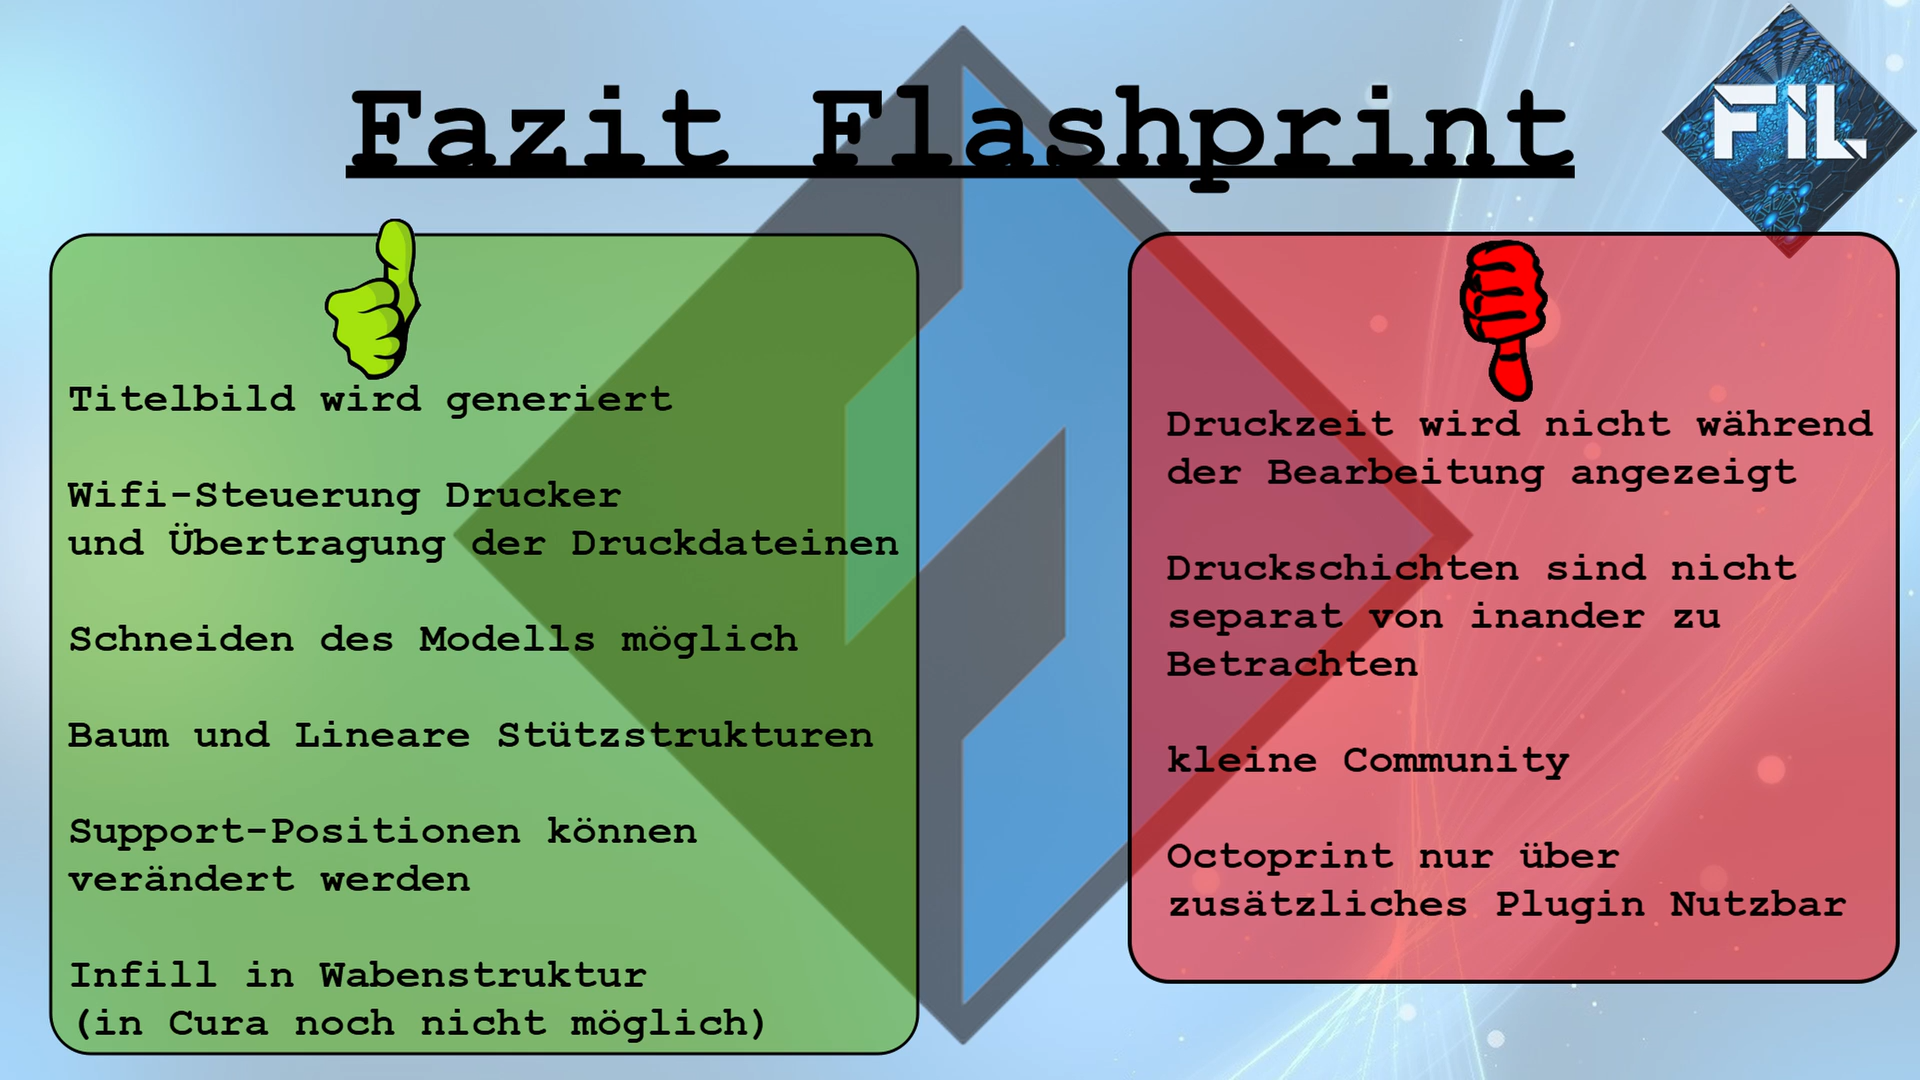 Fazit Flashprint
FIL
Titelbild wird generiert
Wifi-Steuerung Drucker
und Übertragung der Druckdateinen
Schneiden des Modells möglich
Baum und Lineare Stützstrukturen
Support-Positionen können
verändert werden
Infill in Wabenstruktur
(in Cura noch nicht möglich)
Druckzeit wird nicht während
der Bearbeitung angezeigt
Druckschichten sind nicht
separat von inander zu
Betrachten
kleine Community
Octoprint nur über
zusätzliches Plugin Nutzbar